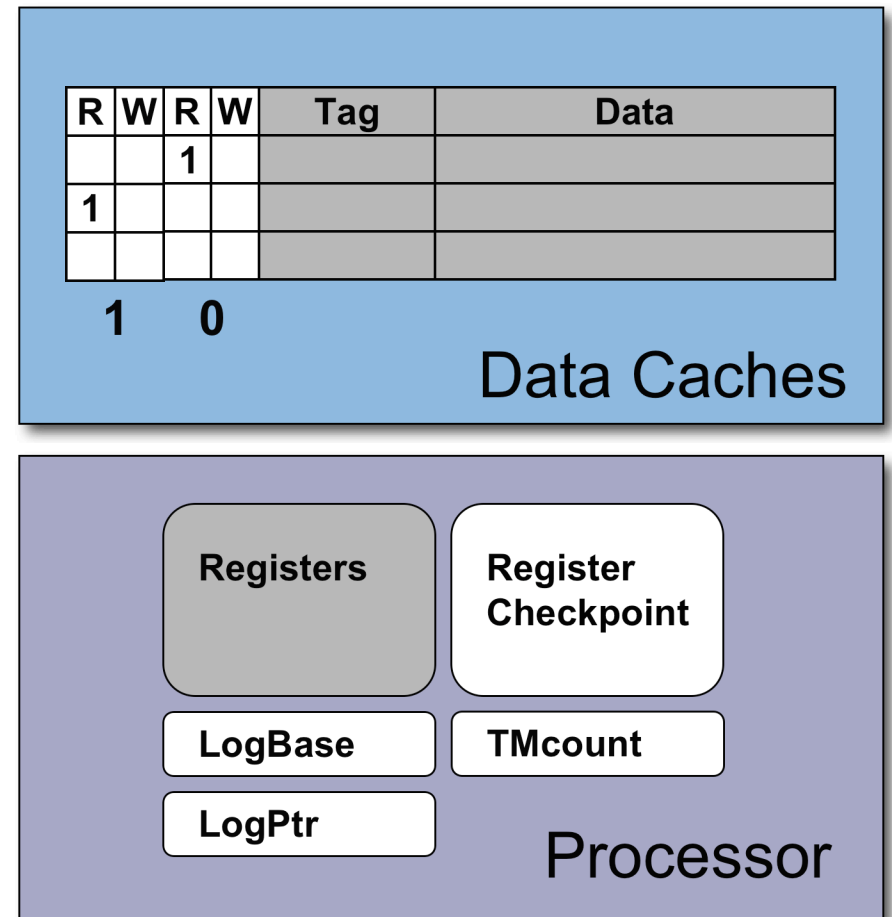 R W R W Tag Data
1
1
1 0
Data Caches
Registers
Register
Checkpoint
LogBase
TMcount
LogPtr
Processor